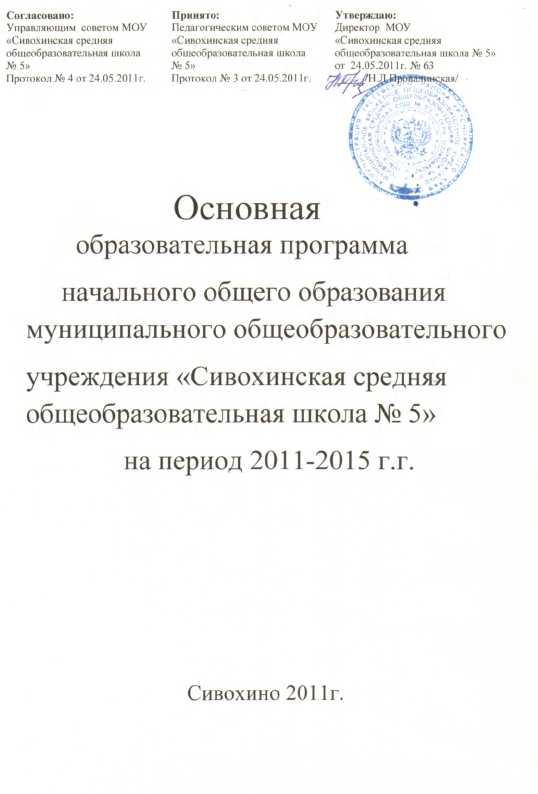 Согласовано:
Управляющим советом МОУ
«Сивохинская средняя
общеобразовательная школа
№ 5»
Протокол № 4 от 24.05.2011г.
Принято:
Педагогическим советом МОУ
«Сивохинская средняя
общеобразовательная школа
№ 5»
Протокол № 3 от 24.05.2011г.
Утверждаю:
Директор МОУ
«Сивохинская средняя
общеобразовательная школа № 5»
от 24.05.2011г. № 63
/Н.Л.Провалинская/
Основная
образовательная программа
начального общего образования
муниципального общеобразовательного
учреждения «Сивохинская средняя
общеобразовательная школа № 5»
на период 2011-2015 г.г.
Сивохино 2011г.